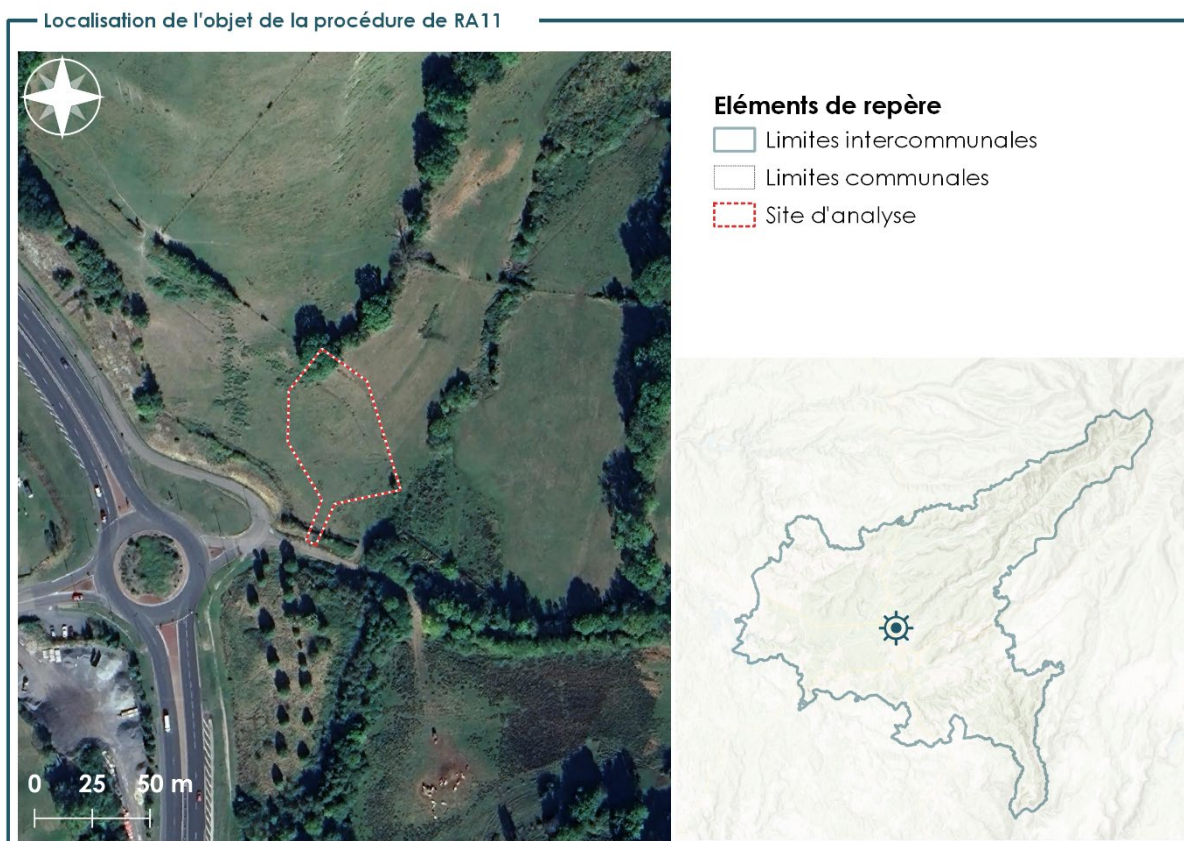 Localisation de l'objet de la procédure de RA11
Eléments de repère
Limites intercommunales
Limites communales
Site d'analyse
0 25 50 m